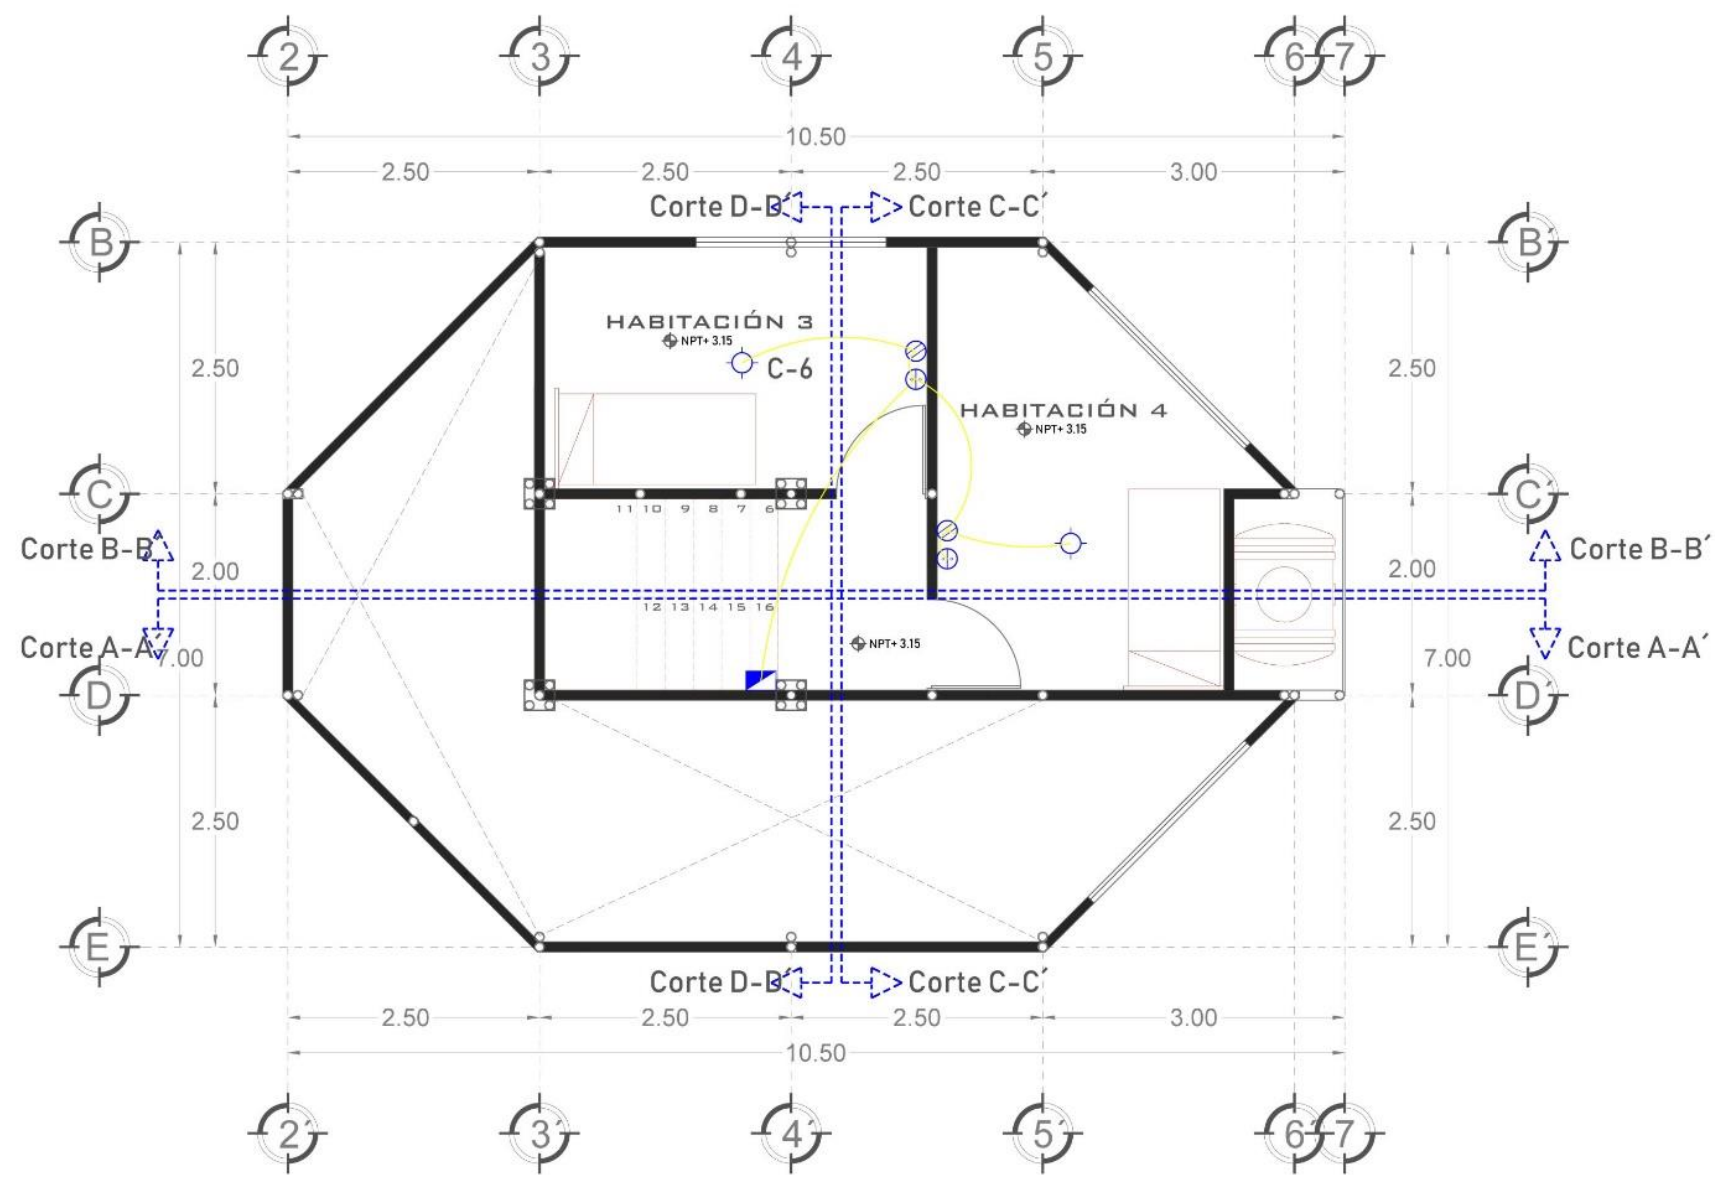 2 3 4 5 6 7
10.50
2.50 2.50 2.50 3.00
Corte D-D´ Corte C-C´
B B´
HABITACIÓN 3
NPT+ 3.15
C-6
2.50 2.50
HABITACIÓN 4
NPT+ 3.15
C C´
11 10 9 8 7 6
Corte B-B´ Corte B-B´
2.00 2.00
12 13 14 15 16
Corte A-A´ Corte A-A´
NPT+ 3.15
7.00 7.00
D D´
2.50 2.50
E E´
Corte D-D´ Corte C-C´
2.50 2.50 2.50 3.00
10.50
2´ 3´ 4´ 5´ 6´ 7´